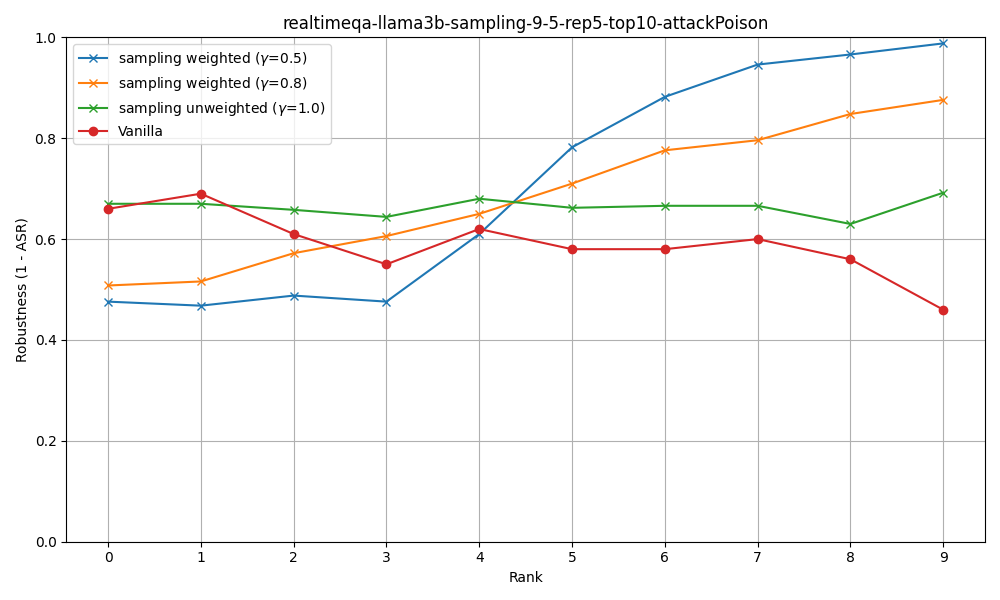 realtimeqa-llama3b-sampling-9-5-rep5-top10-attackPoison
sampling weighted (γ=0.5)
sampling weighted (γ=0.8)
sampling unweighted (γ=1.0)
Vanilla
Robustness (1 - ASR)
1.0
0.8
0.6
0.4
0.2
0.0
0 1 2 3 4 5 6 7 8 9
Rank